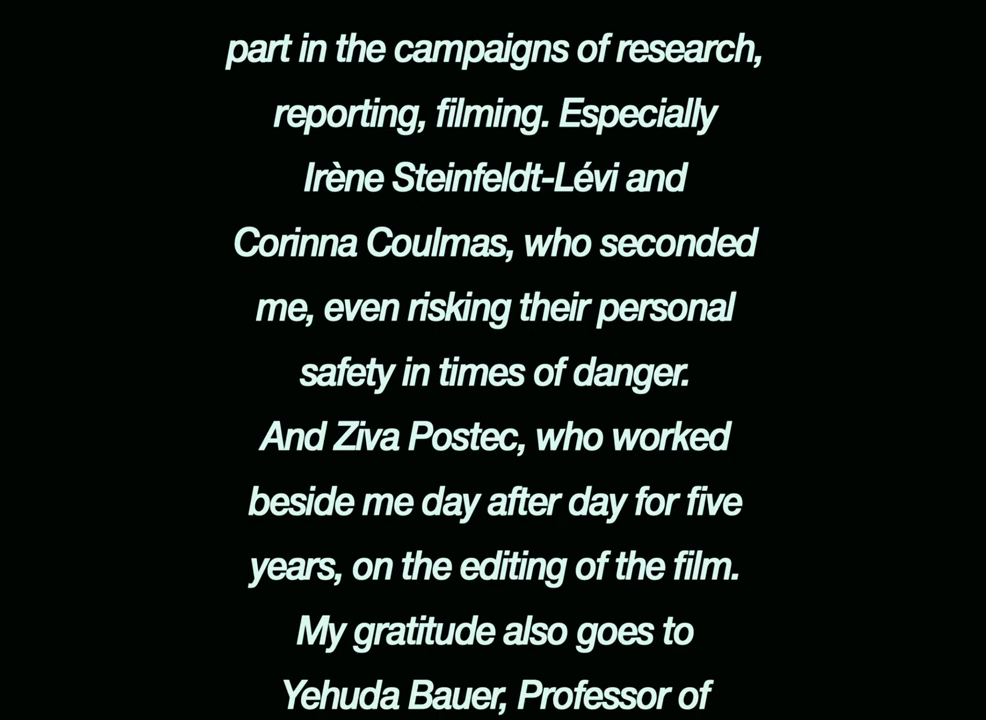 part in the campaigns of research,
reporting, filming. Especially
Irène Steinfeldt-Lévi and
Corinna Coulmas, who seconded
me, even risking their personal
safety in times of danger.
And Ziva Postec, who worked
beside me day after day for five
years, on the editing of the film.
My gratitude also goes to
Yehuda Bauer, Professor of